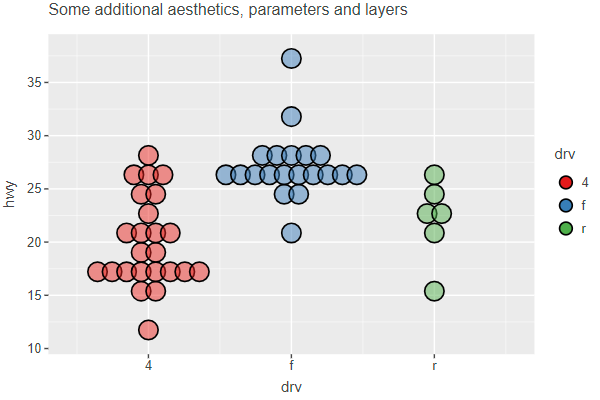 Some additional aesthetics, parameters and layers
35
30
25
20
15
10
hwy
4
f
r
drv
drv
4
f
r